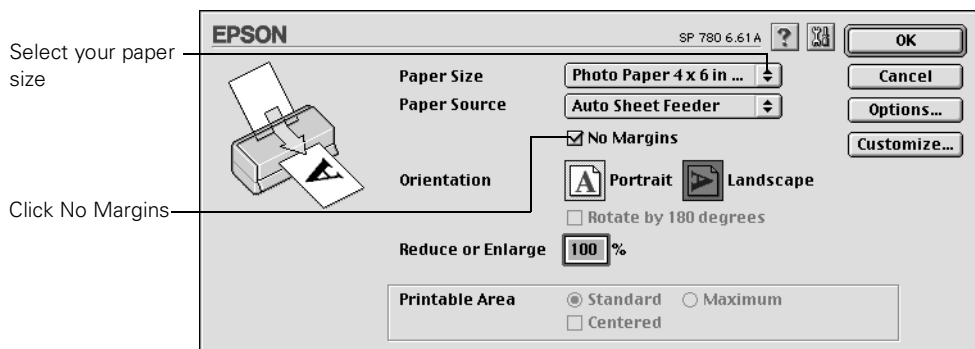 EPSON
SP 780 6.61A
?
OK
Select your paper
size
Paper Size
Photo Paper 4 x 6 in ...
Cancel
Paper Source
Auto Sheet Feeder
Options...
No Margins
Customize...
Orientation
A Portrait
A Landscape
A
Click No Margins
Rotate by 180 degrees
Reduce or Enlarge
100 %
Printable Area
Standard
Maximum
Centered